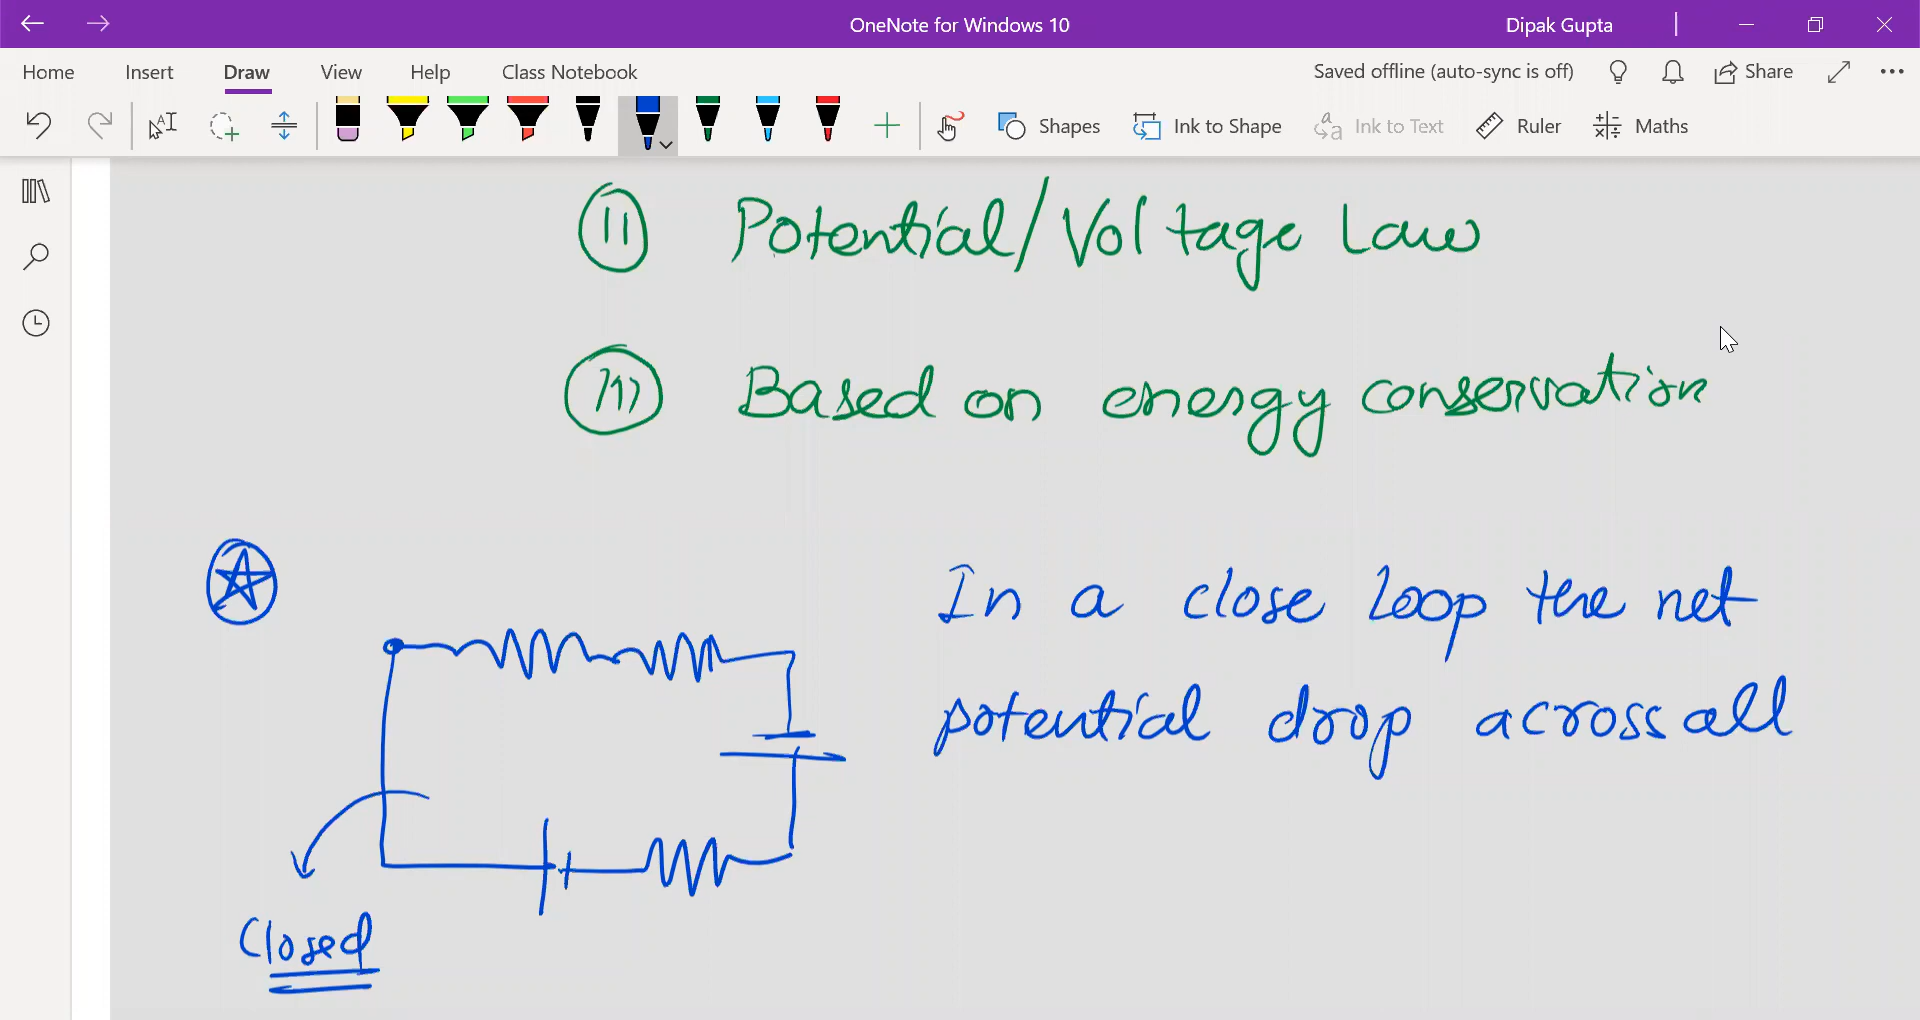 OneNote for Windows 10
Dipak Gupta
Home Insert Draw View Help Class Notebook
Saved offline (auto-sync is off) Share
Shapes Ink to Shape Ink to Text Ruler Maths
(II) Potential/Voltage Law
(III) Based on energy conservation
In a close loop the net
potential drop across all
Closed